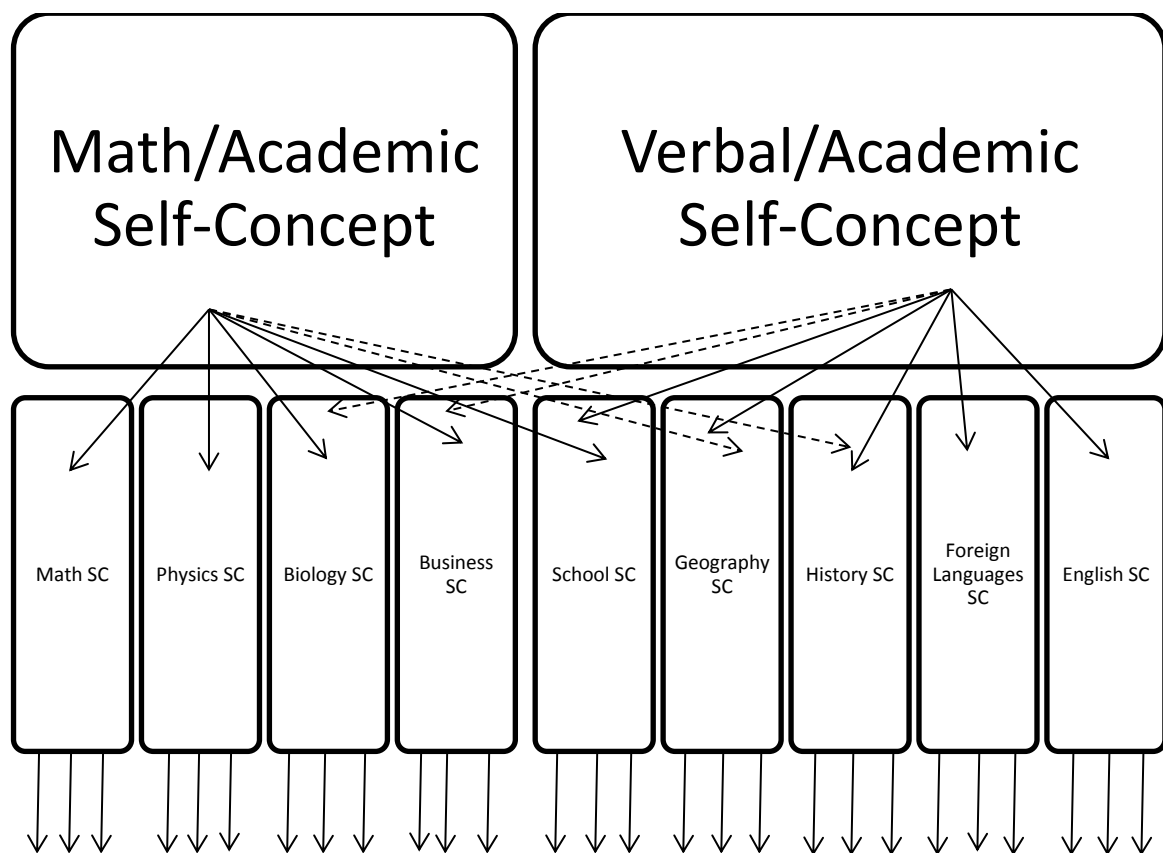 Math/Academic
Self-Concept
Verbal/Academic
Self-Concept
Math SC
Physics SC
Biology SC
Business
SC
School SC
Geography
SC
History SC
Foreign
Languages
SC
English SC